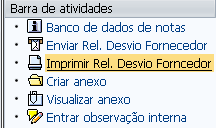 Barra de atividades
Banco de dados de notas
Enviar Rel. Desvio Fornecedor
Imprimir Rel. Desvio Forncedor
Criar anexo
Visualizar anexo
Entrar observação interna